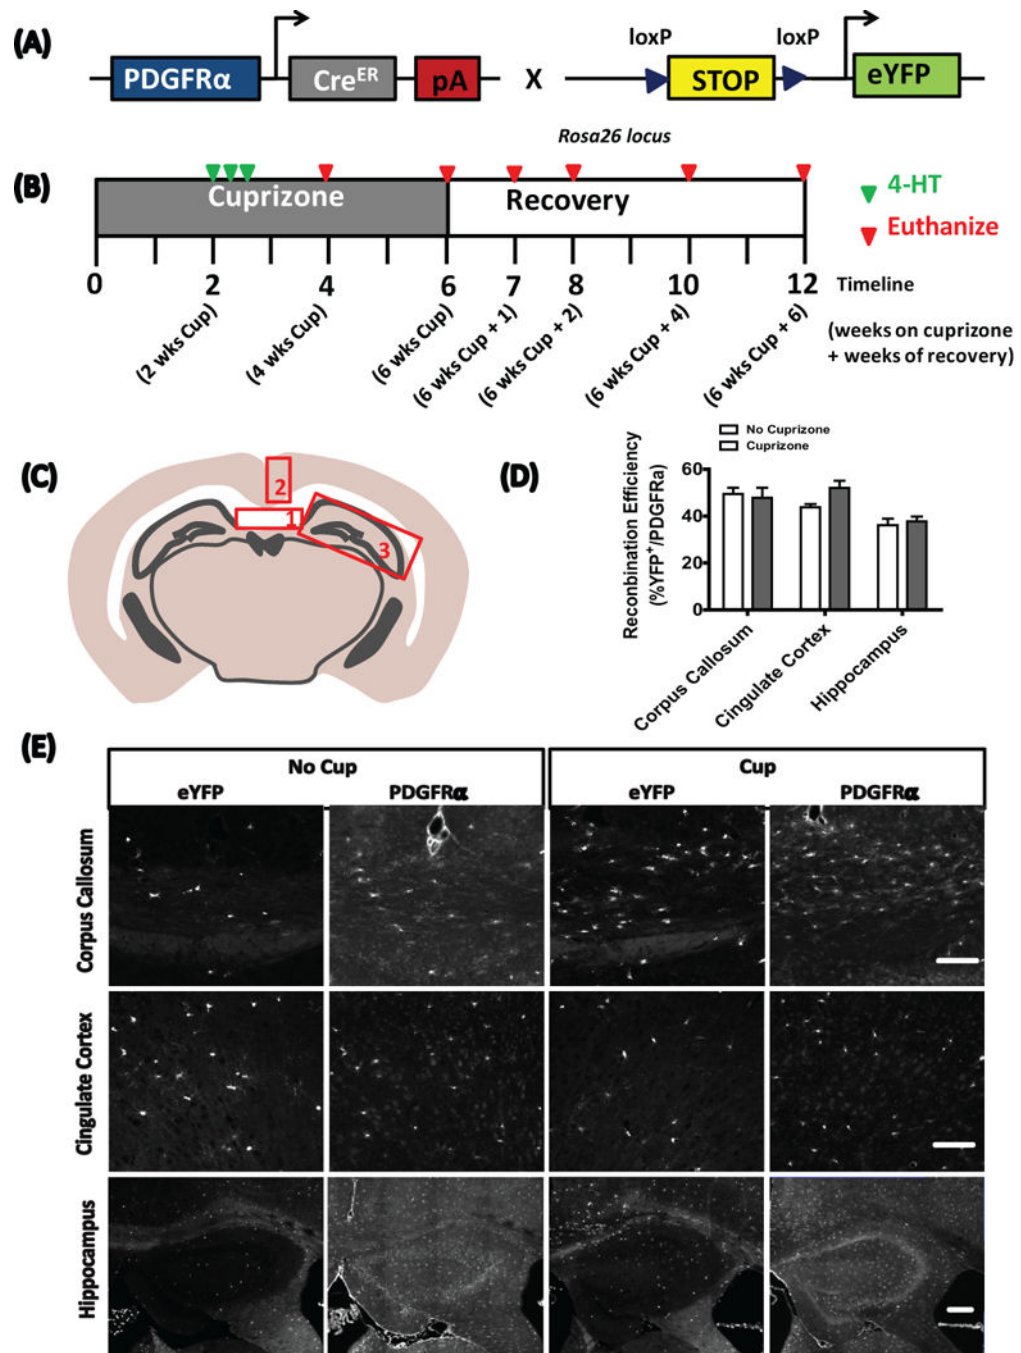 (A)
PDGFRα
Cre^ER
pA
X
loxP
loxP
STOP
eYFP
Rosa26 locus
(B)
Cuprizone
Recovery
4-HT
Euthanize
0
2
4
6
7
8
10
12
Timeline
(2 wks Cup)
(4 wks Cup)
(6 wks Cup)
(6 wks Cup + 1)
(6 wks Cup + 2)
(6 wks Cup + 4)
(6 wks Cup + 6)
(weeks on cuprizone
+ weeks of recovery)
(C)
2
1
3
(D)
No Cuprizone
Cuprizone
Recombination Efficiency
(%YFP⁺/PDGFRa)
60
40
20
0
Corpus Callosum
Cingulate Cortex
Hippocampus
(E)
No Cup
Cup
eYFP
PDGFRα
eYFP
PDGFRα
Corpus Callosum
Cingulate Cortex
Hippocampus